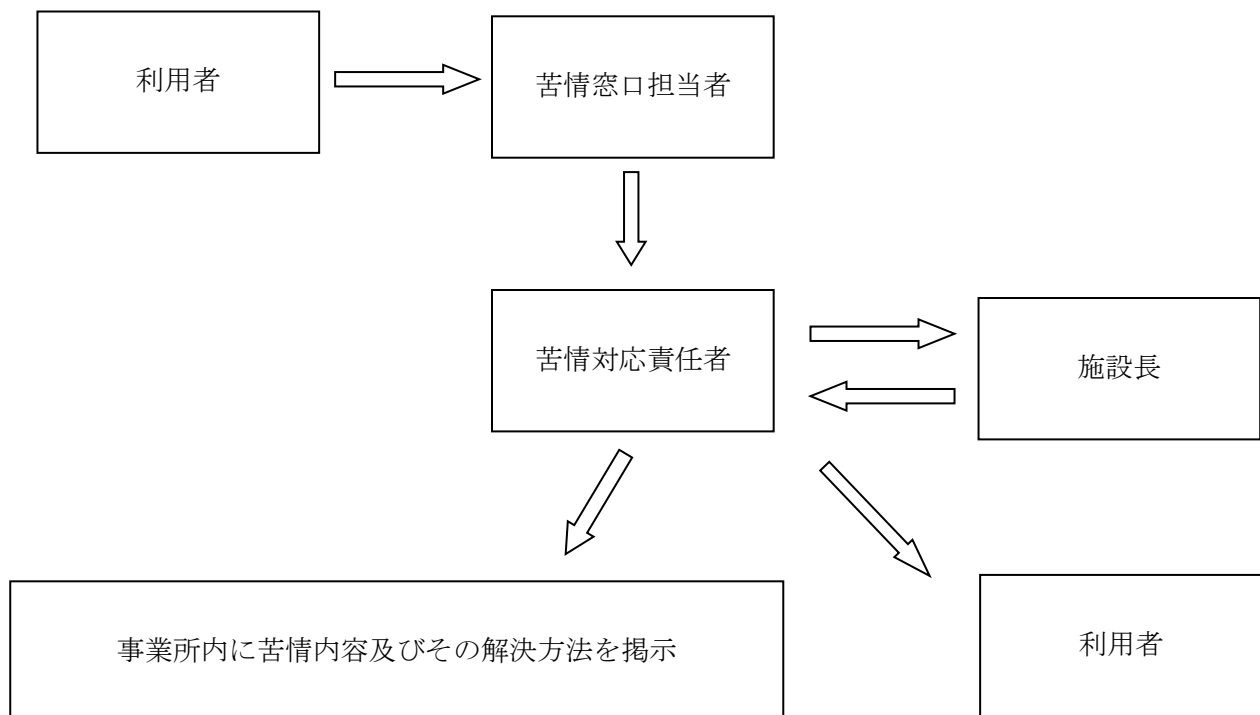 利用者
苦情窓口担当者
苦情対応責任者
施設長
事業所内に苦情内容及びその解決方法を掲示
利用者